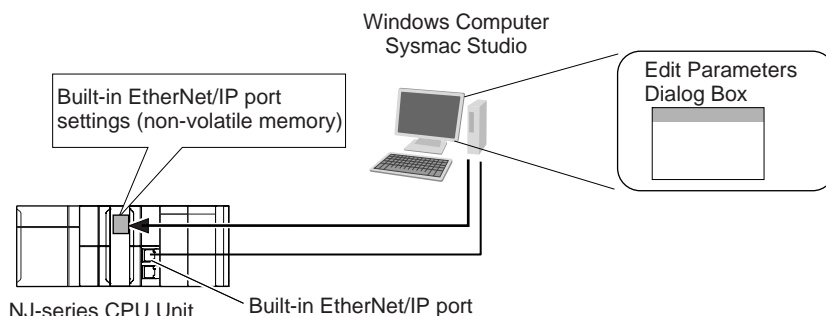 Windows Computer
Sysmac Studio
Edit Parameters
Dialog Box
Built-in EtherNet/IP port
settings (non-volatile memory)
NJ-series CPU Unit
Built-in EtherNet/IP port